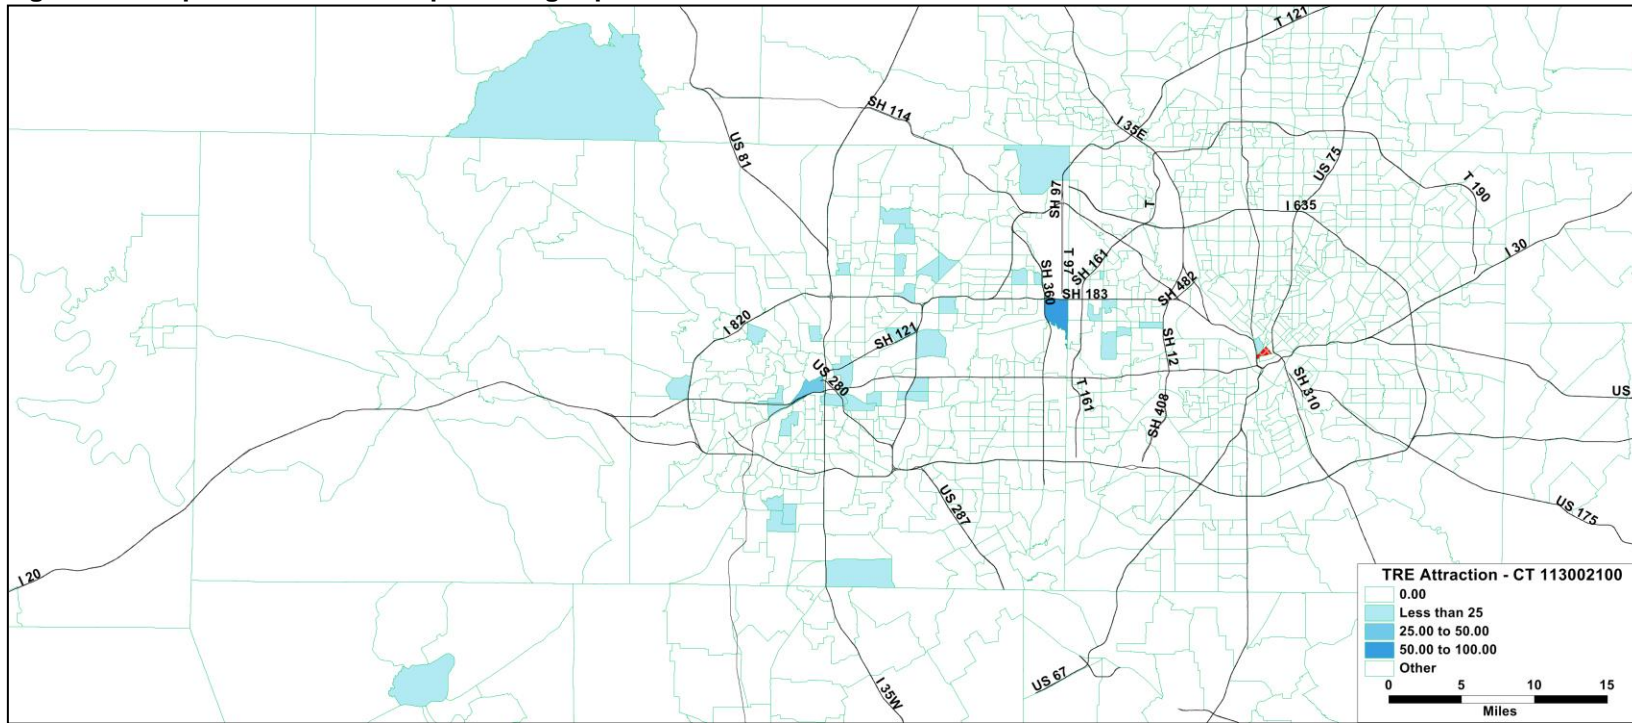 T 121
SH 114
I 35E
US 81
US 75
T 190
SH 97
T
I 635
I 30
T 97
SH 161
SH 360
SH 482
SH 183
I 820
SH 121
SH 12
US 280
SH 310
T 161
US
SH 408
US 287
US 175
I 20
TRE Attraction - CT 113002100
0.00
Less than 25
25.00 to 50.00
50.00 to 100.00
Other
0 5 10 15
Miles
US 67
I 35W